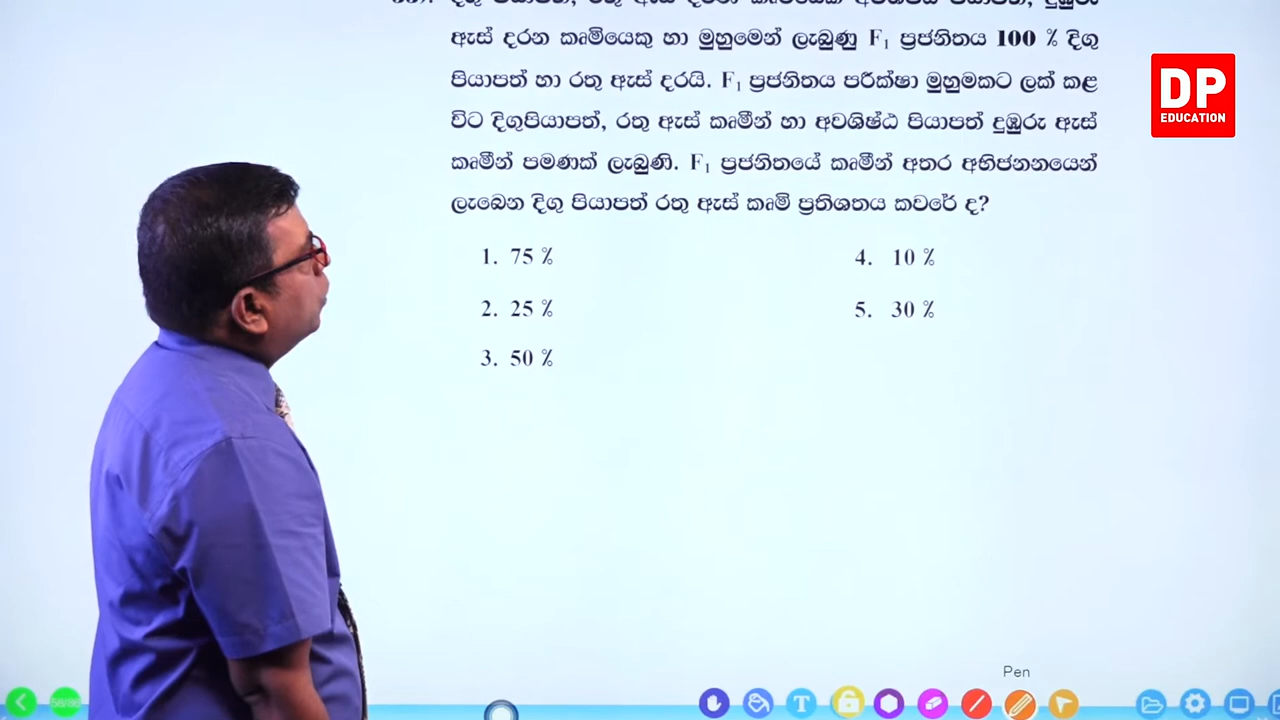 ඇස් දරන කෘමියෙකු හා මුහුමෙන් ලැබුණු F₁ ප්‍රජනිතය 100 % දිගු
පියාපත් හා රතු ඇස් දරයි. F₁ ප්‍රජනිතය පරීක්ෂා මුහුමකට ලක් කළ
විට දිගුපියාපත්, රතු ඇස් කෘමීන් හා අවශිෂ්ඨ පියාපත් දුඹුරු ඇස්
කෘමීන් පමණක් ලැබුණි. F₁ ප්‍රජනිතයේ කෘමීන් අතර අභිජනනයෙන්
ලැබෙන දිගු පියාපත් රතු ඇස් කෘමි ප්‍රතිශතය කවරේ ද?
1. 75 %
2. 25 %
3. 50 %
4. 10 %
5. 30 %
DP
EDUCATION
Pen